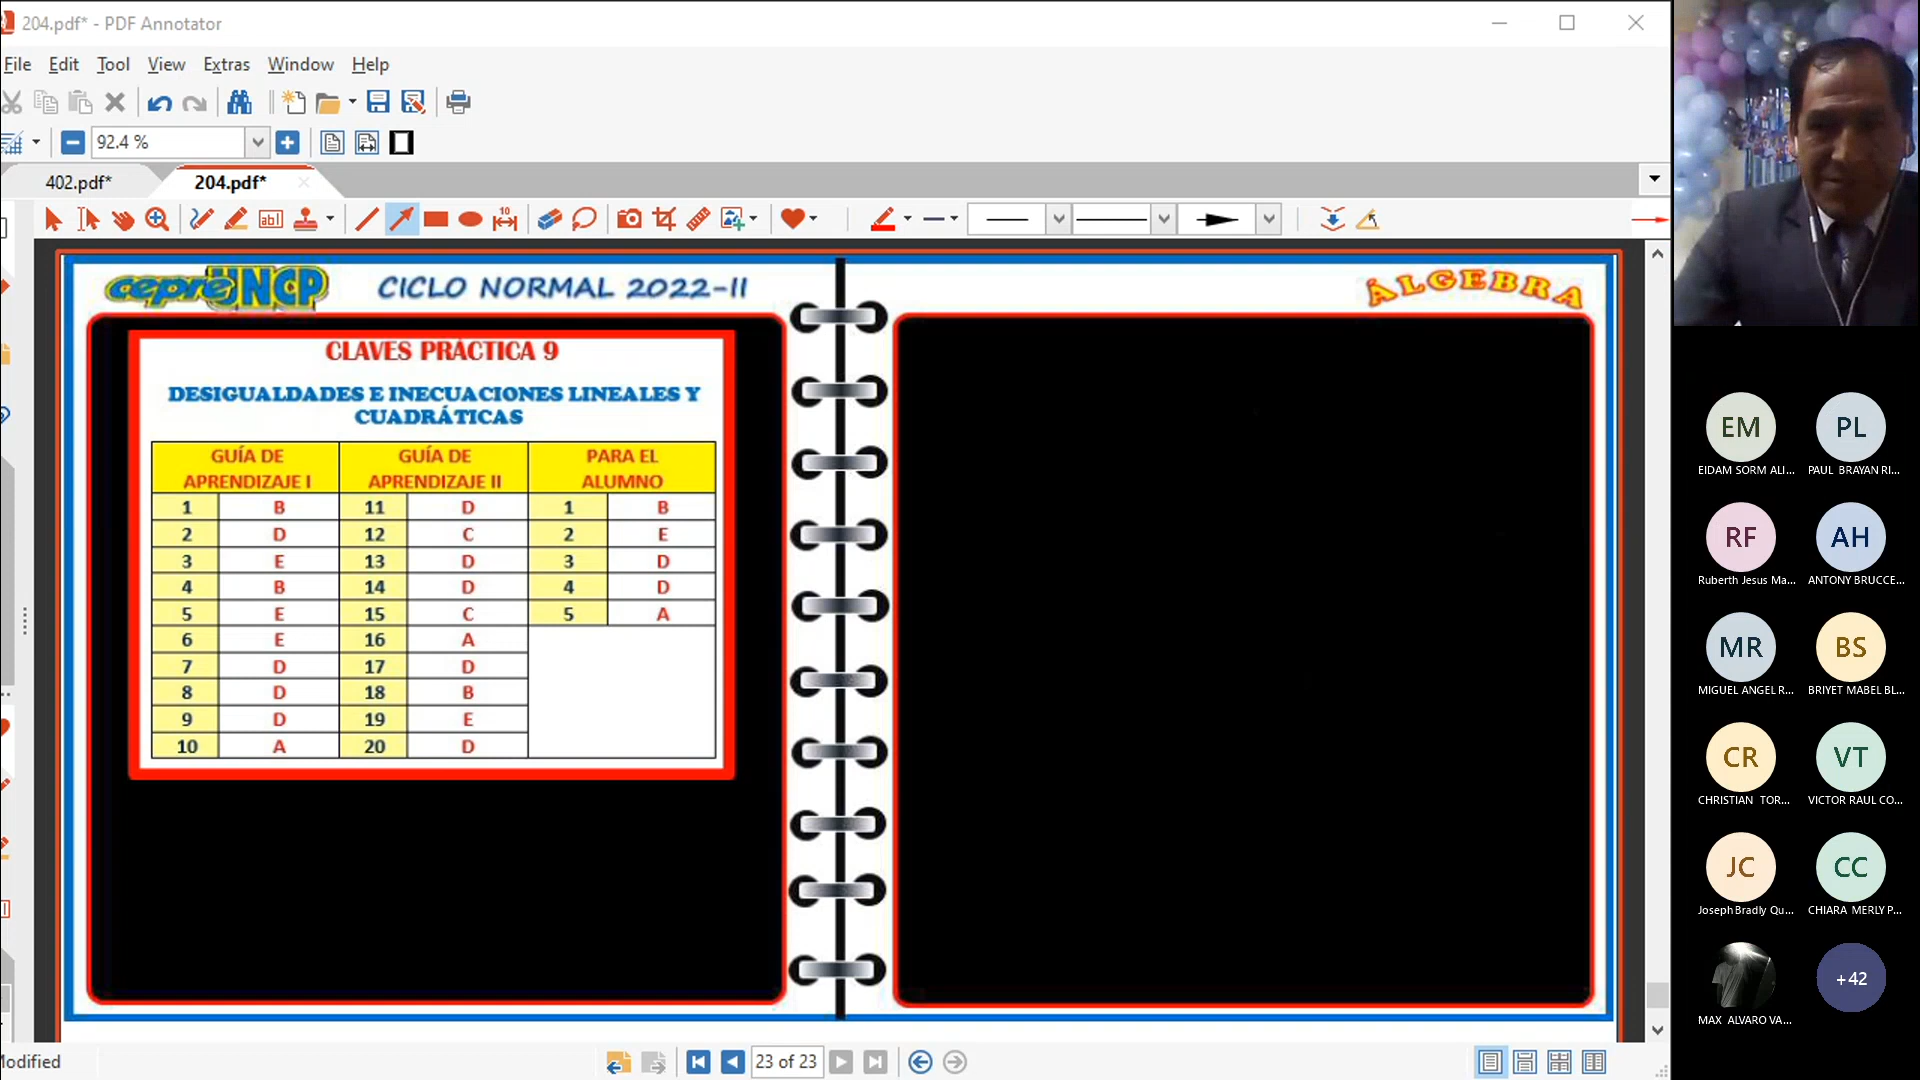 204.pdf* - PDF Annotator
File Edit Tool View Extras Window Help
92.4 %
402.pdf* 204.pdf*
cepreUNCP CICLO NORMAL 2022-II ÁLGEBRA
CLAVES PRÁCTICA 9
DESIGUALDADES E INECUACIONES LINEALES Y
CUADRÁTICAS
GUÍA DE APRENDIZAJE I GUÍA DE APRENDIZAJE II PARA EL ALUMNO
1 B 11 D 1 B
2 D 12 C 2 E
3 E 13 D 3 D
4 B 14 D 4 D
5 E 15 C 5 A
6 E 16 A
7 D 17 D
8 D 18 B
9 D 19 E
10 A 20 D
Modified 23 of 23
EM PL
EIDAM SORM ALI... PAUL BRAYAN RI...
RF AH
Ruberth Jesus Ma... ANTONY BRUCCE...
MR BS
MIGUEL ANGEL R... BRIYET MABEL BL...
CR VT
CHRISTIAN TOR... VICTOR RAUL CO...
JC CC
Joseph Bradly Qu... CHIARA MERLY P...
+42
MAX ALVARO VA...